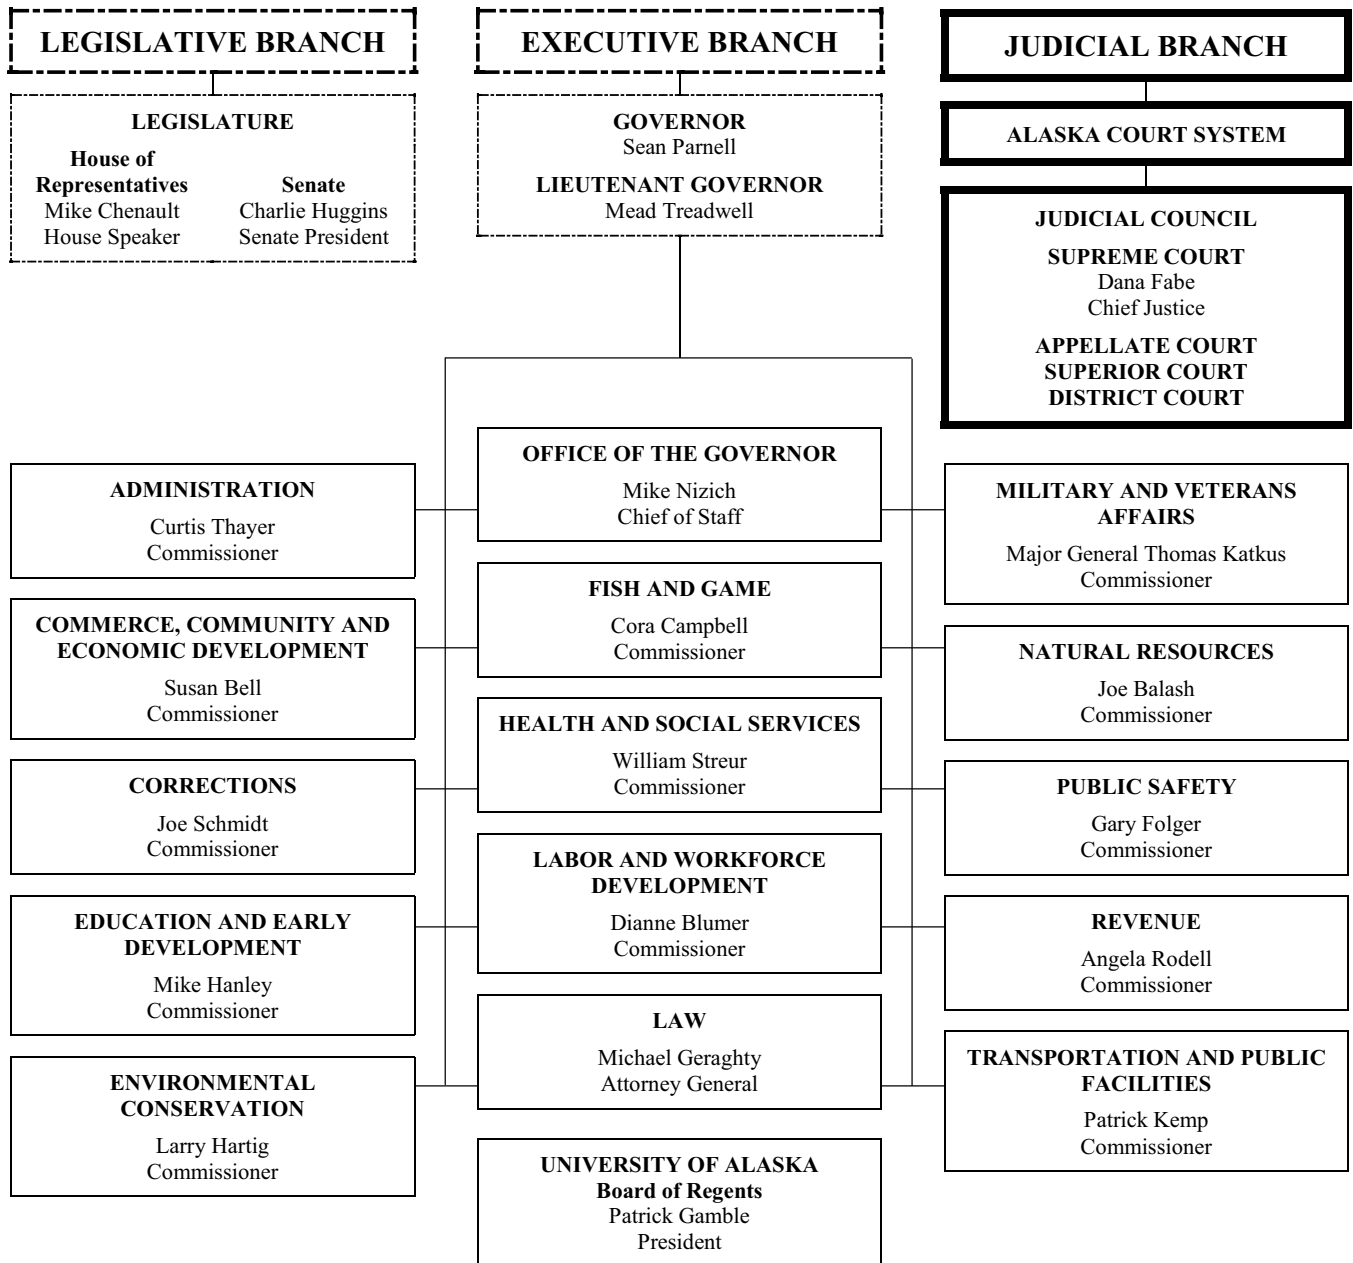 LEGISLATIVE BRANCH
LEGISLATURE
House of
Representatives
Mike Chenault
House Speaker
Senate
Charlie Huggins
Senate President
EXECUTIVE BRANCH
GOVERNOR
Sean Parnell
LIEUTENANT GOVERNOR
Mead Treadwell
JUDICIAL BRANCH
ALASKA COURT SYSTEM
JUDICIAL COUNCIL
SUPREME COURT
Dana Fabe
Chief Justice
APPELLATE COURT
SUPERIOR COURT
DISTRICT COURT
ADMINISTRATION
Curtis Thayer
Commissioner
COMMERCE, COMMUNITY AND
ECONOMIC DEVELOPMENT
Susan Bell
Commissioner
CORRECTIONS
Joe Schmidt
Commissioner
EDUCATION AND EARLY
DEVELOPMENT
Mike Hanley
Commissioner
ENVIRONMENTAL
CONSERVATION
Larry Hartig
Commissioner
OFFICE OF THE GOVERNOR
Mike Nizich
Chief of Staff
FISH AND GAME
Cora Campbell
Commissioner
HEALTH AND SOCIAL SERVICES
William Streur
Commissioner
LABOR AND WORKFORCE
DEVELOPMENT
Dianne Blumer
Commissioner
LAW
Michael Geraghty
Attorney General
UNIVERSITY OF ALASKA
Board of Regents
Patrick Gamble
President
MILITARY AND VETERANS
AFFAIRS
Major General Thomas Katkus
Commissioner
NATURAL RESOURCES
Joe Balash
Commissioner
PUBLIC SAFETY
Gary Folger
Commissioner
REVENUE
Angela Rodell
Commissioner
TRANSPORTATION AND PUBLIC
FACILITIES
Patrick Kemp
Commissioner